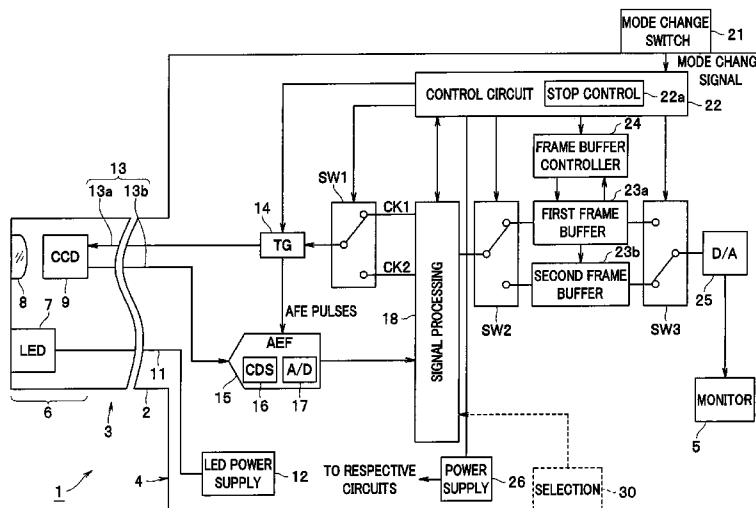 MODE CHANGE
SWITCH
21
MODE CHANG
SIGNAL
CONTROL CIRCUIT
STOP CONTROL
22a
22
24
FRAME BUFFER
CONTROLLER
13
13a
13b
14
SW1
23a
CK1
FIRST FRAME
BUFFER
TG
CCD
23b
D/A
8
9
CK2
SECOND FRAME
BUFFER
25
7
AFE PULSES
18
SIGNAL PROCESSING
SW2
SW3
LED
AEF
CDS
A/D
11
15
16
17
MONITOR
6
2
3
5
1
4
LED POWER
SUPPLY
12
TO RESPECTIVE
CIRCUITS
POWER
SUPPLY
26
SELECTION
30